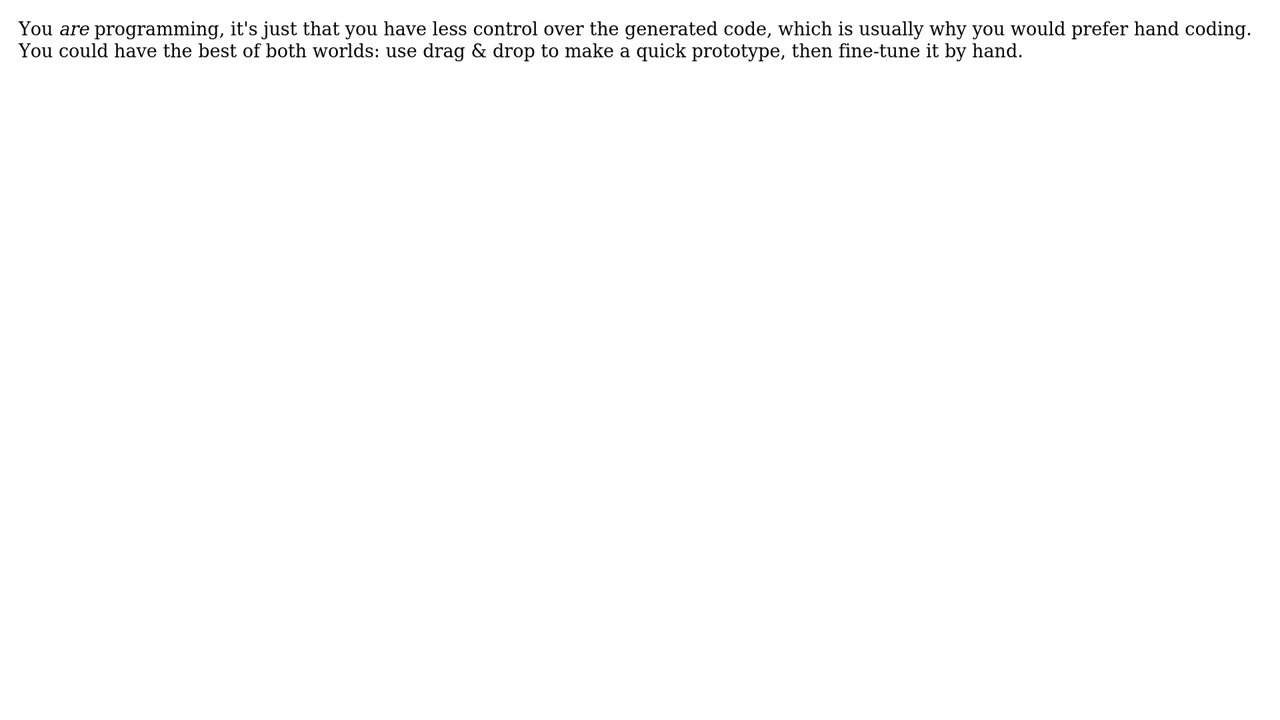 You are programming, it's just that you have less control over the generated code, which is usually why you would prefer hand coding.
You could have the best of both worlds: use drag & drop to make a quick prototype, then fine-tune it by hand.